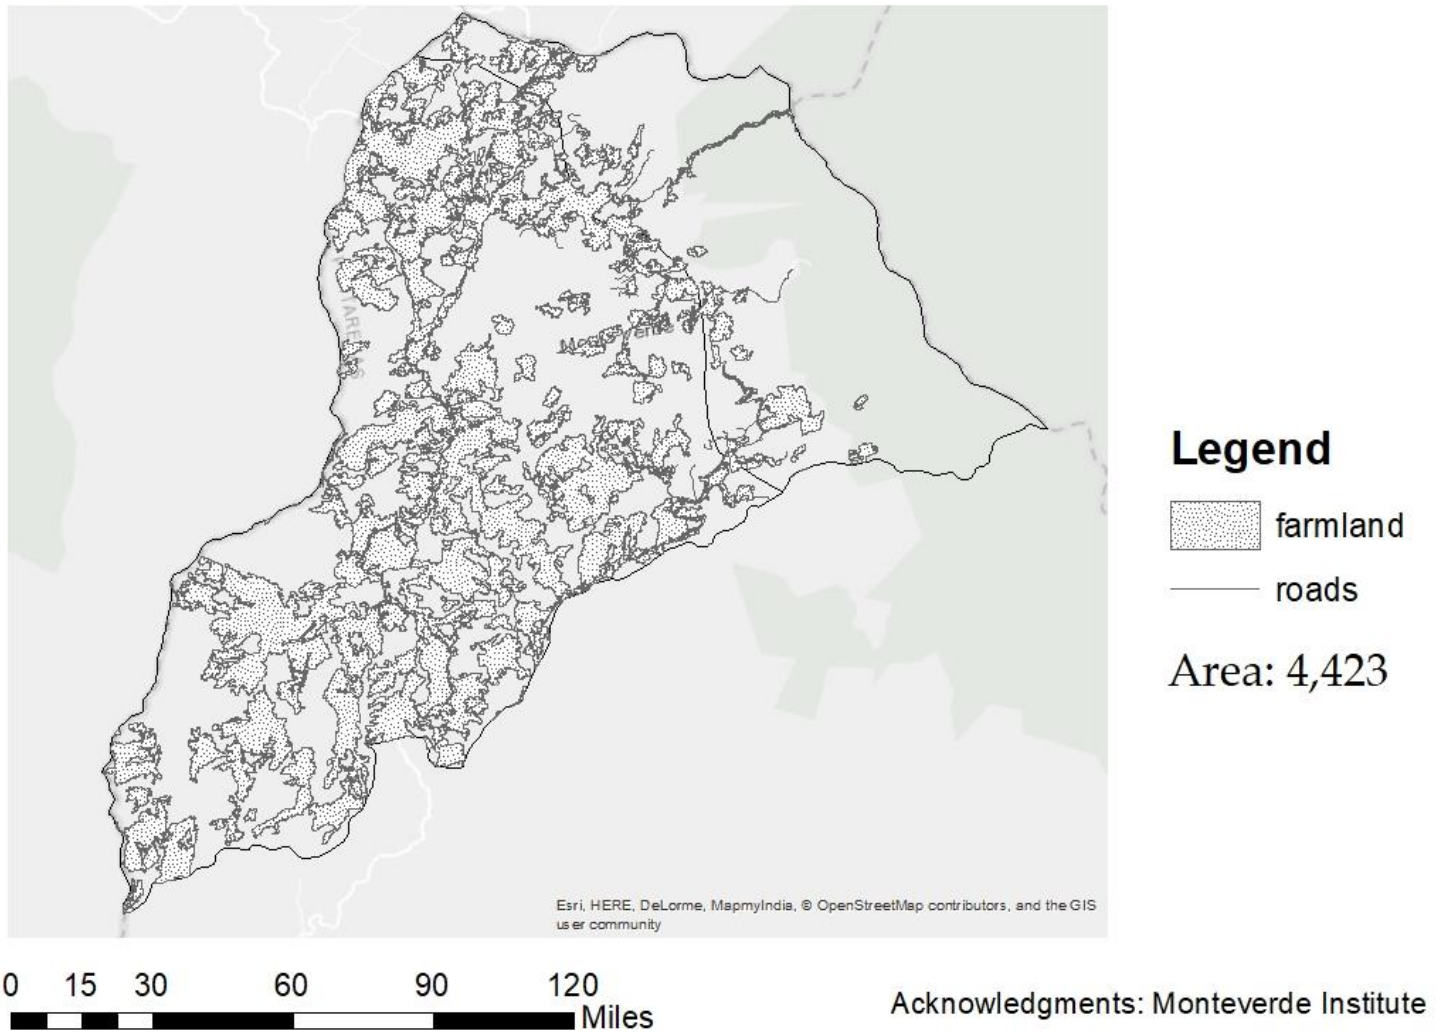 Monteverde
Legend
farmland
roads
Area: 4,423
Esri, HERE, DeLorme, MapmyIndia, © OpenStreetMap contributors, and the GIS
user community
0 15 30 60 90 120
Miles
Acknowledgments: Monteverde Institute